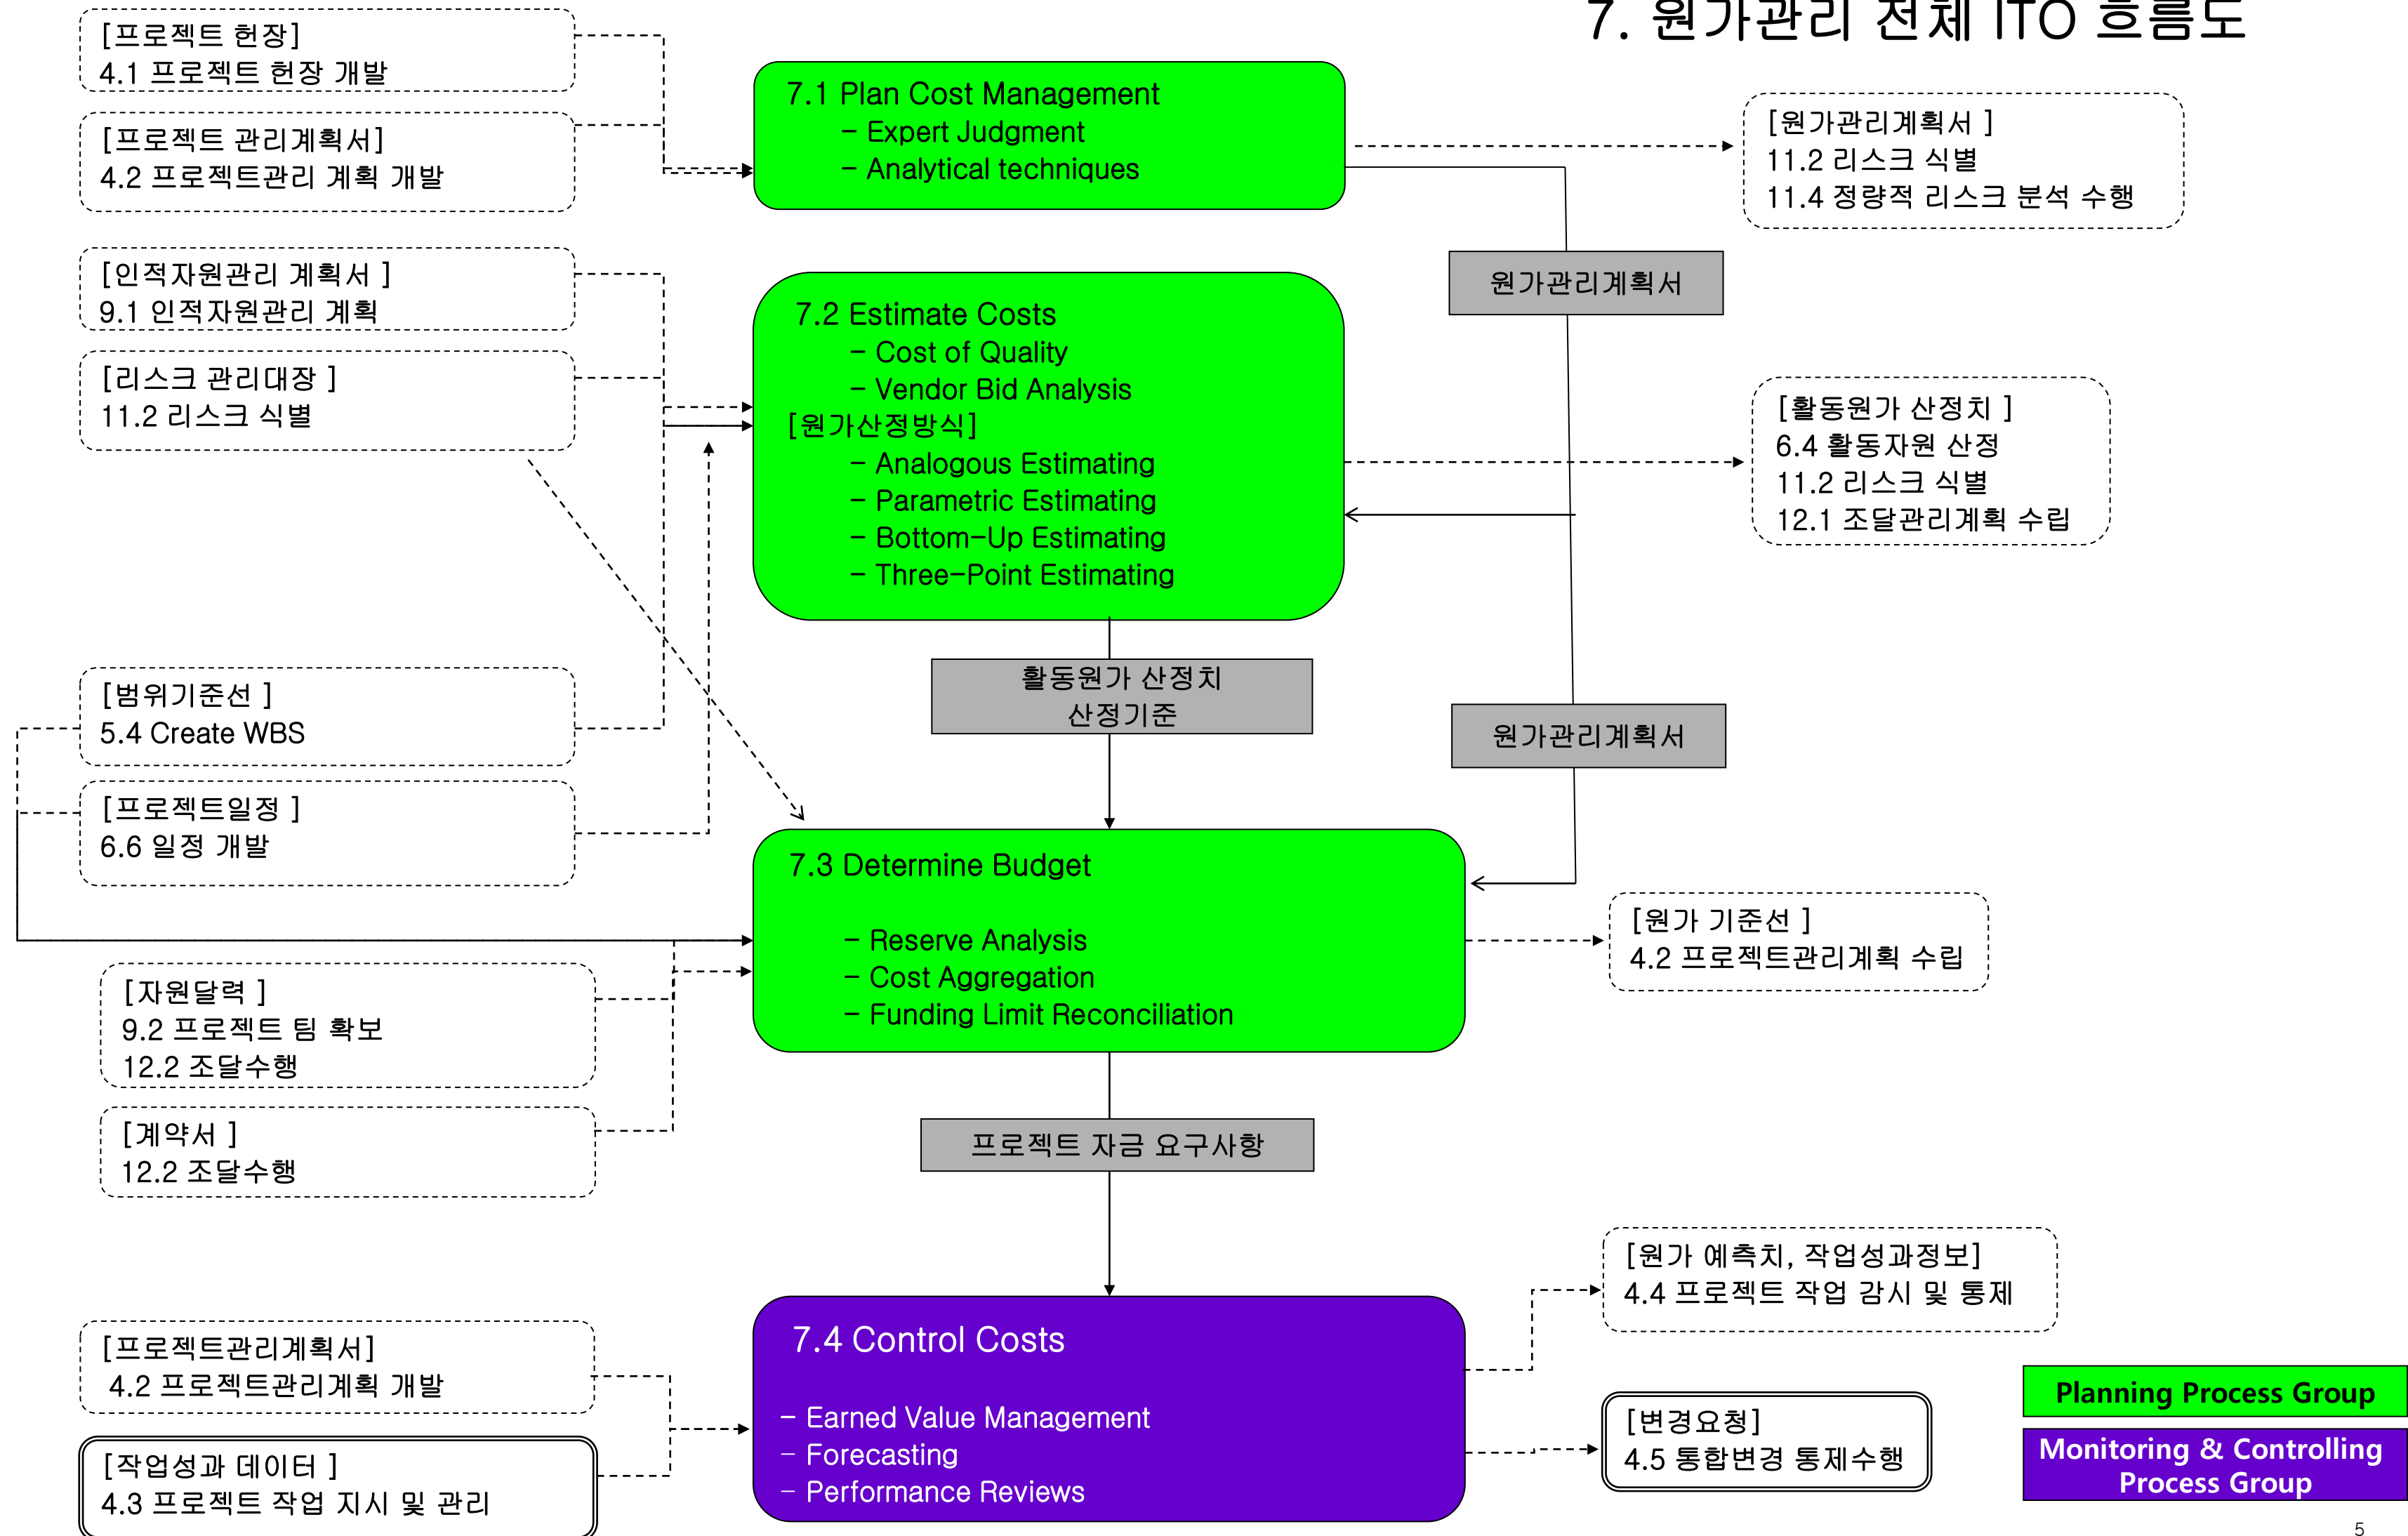 7. 원가관리 전체 ITO 흐름도
[프로젝트 헌장]
4.1 프로젝트 헌장 개발
[프로젝트 관리계획서]
4.2 프로젝트관리 계획 개발
7.1 Plan Cost Management
- Expert Judgment
- Analytical techniques
[원가관리계획서 ]
11.2 리스크 식별
11.4 정량적 리스크 분석 수행
원가관리계획서
[인적자원관리 계획서 ]
9.1 인적자원관리 계획
[리스크 관리대장 ]
11.2 리스크 식별
7.2 Estimate Costs
- Cost of Quality
- Vendor Bid Analysis
[원가산정방식]
- Analogous Estimating
- Parametric Estimating
- Bottom-Up Estimating
- Three-Point Estimating
[활동원가 산정치 ]
6.4 활동자원 산정
11.2 리스크 식별
12.1 조달관리계획 수립
활동원가 산정치
산정기준
원가관리계획서
[범위기준선 ]
5.4 Create WBS
[프로젝트일정 ]
6.6 일정 개발
7.3 Determine Budget
- Reserve Analysis
- Cost Aggregation
- Funding Limit Reconciliation
[원가 기준선 ]
4.2 프로젝트관리계획 수립
[자원달력 ]
9.2 프로젝트 팀 확보
12.2 조달수행
[계약서 ]
12.2 조달수행
프로젝트 자금 요구사항
[프로젝트관리계획서]
4.2 프로젝트관리계획 개발
[작업성과 데이터 ]
4.3 프로젝트 작업 지시 및 관리
7.4 Control Costs
- Earned Value Management
- Forecasting
- Performance Reviews
[원가 예측치, 작업성과정보]
4.4 프로젝트 작업 감시 및 통제
[변경요청]
4.5 통합변경 통제수행
Planning Process Group
Monitoring & Controlling
Process Group
5